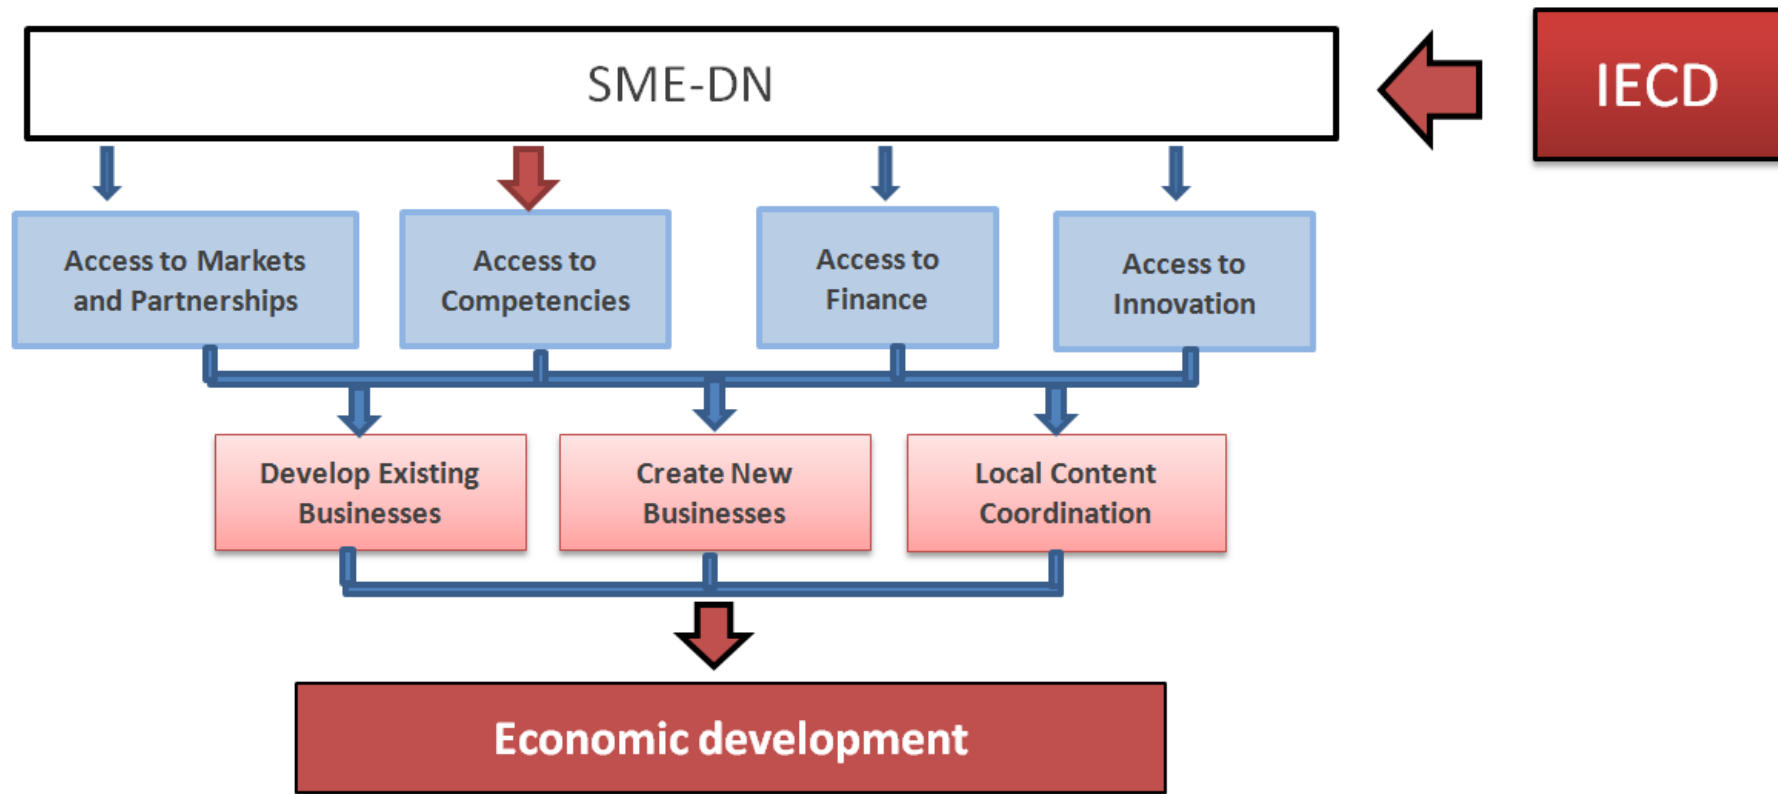 SME-DN
IECD
Access to Markets
and Partnerships
Access to
Competencies
Access to
Finance
Access to
Innovation
Develop Existing
Businesses
Create New
Businesses
Local Content
Coordination
Economic development